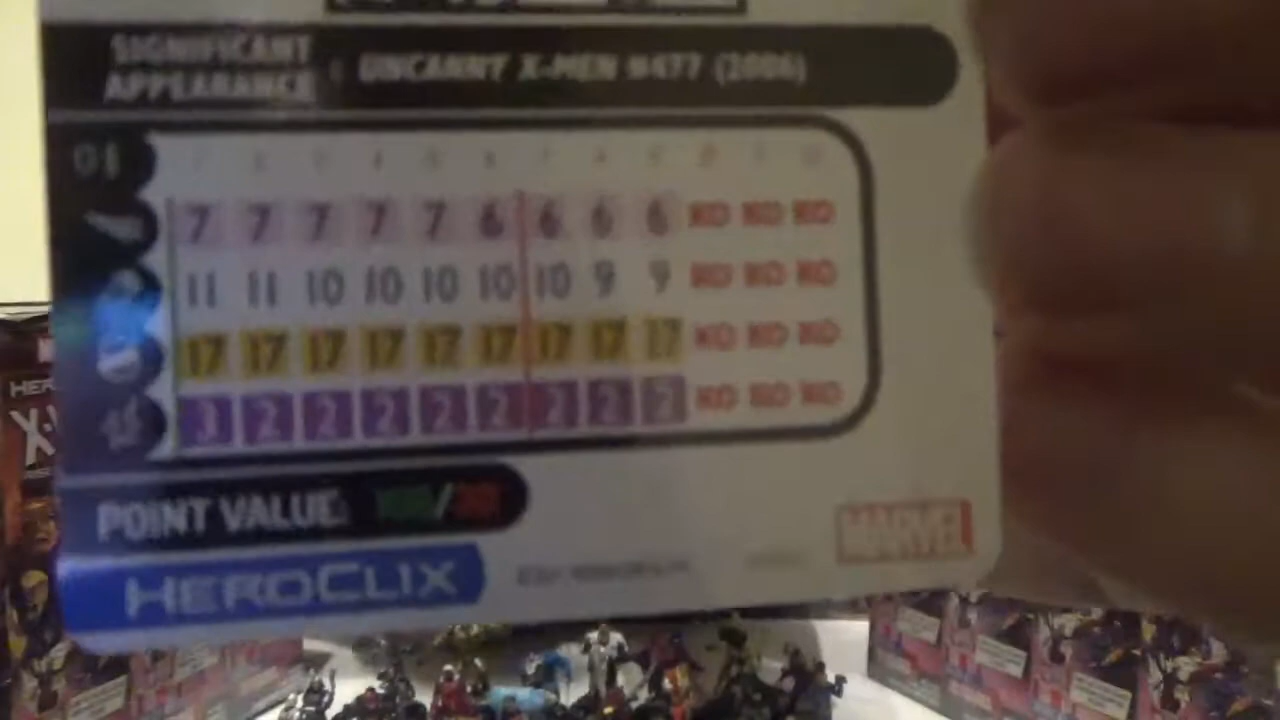 SIGNIFICANT APPEARANCE : UNCANNY X-MEN #477 (2006)
7 7 7 7 7 6 6 6 6 KO KO KO
11 11 10 10 10 10 10 9 9 KO KO KO
17 17 17 17 17 17 17 17 17 KO KO KO
3 2 2 2 2 2 2 2 2 KO KO KO
POINT VALUE:
MARVEL
HEROCLIX
HER
X-